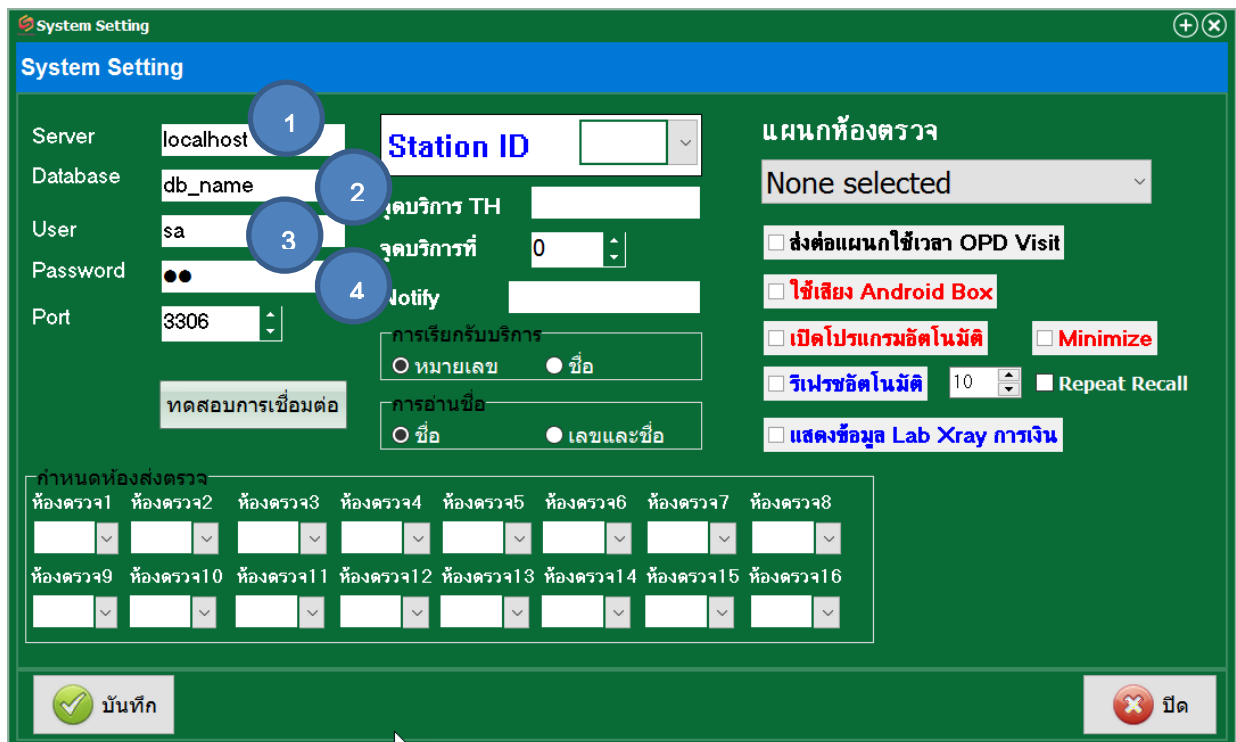 System Setting
System Setting
Server
localhost
1
Database
db_name
2
User
sa
3
Password
4
Port
3306
ทดสอบการเชื่อมต่อ
Station ID
จุดบริการ TH
จุดบริการที่
0
Notify
การเรียกรับบริการ
หมายเลข
ชื่อ
การอ่านชื่อ
ชื่อ
เลขและชื่อ
แผนกห้องตรวจ
None selected
ส่งต่อแผนกใช้เวลา OPD Visit
ใช้เสียง Android Box
เปิดโปรแกรมอัตโนมัติ
Minimize
รีเฟรชอัตโนมัติ
10
Repeat Recall
แสดงข้อมูล Lab Xray การเงิน
กำหนดห้องส่งตรวจ
ห้องตรวจ1 ห้องตรวจ2 ห้องตรวจ3 ห้องตรวจ4 ห้องตรวจ5 ห้องตรวจ6 ห้องตรวจ7 ห้องตรวจ8
ห้องตรวจ9 ห้องตรวจ10 ห้องตรวจ11 ห้องตรวจ12 ห้องตรวจ13 ห้องตรวจ14 ห้องตรวจ15 ห้องตรวจ16
บันทึก
ปิด